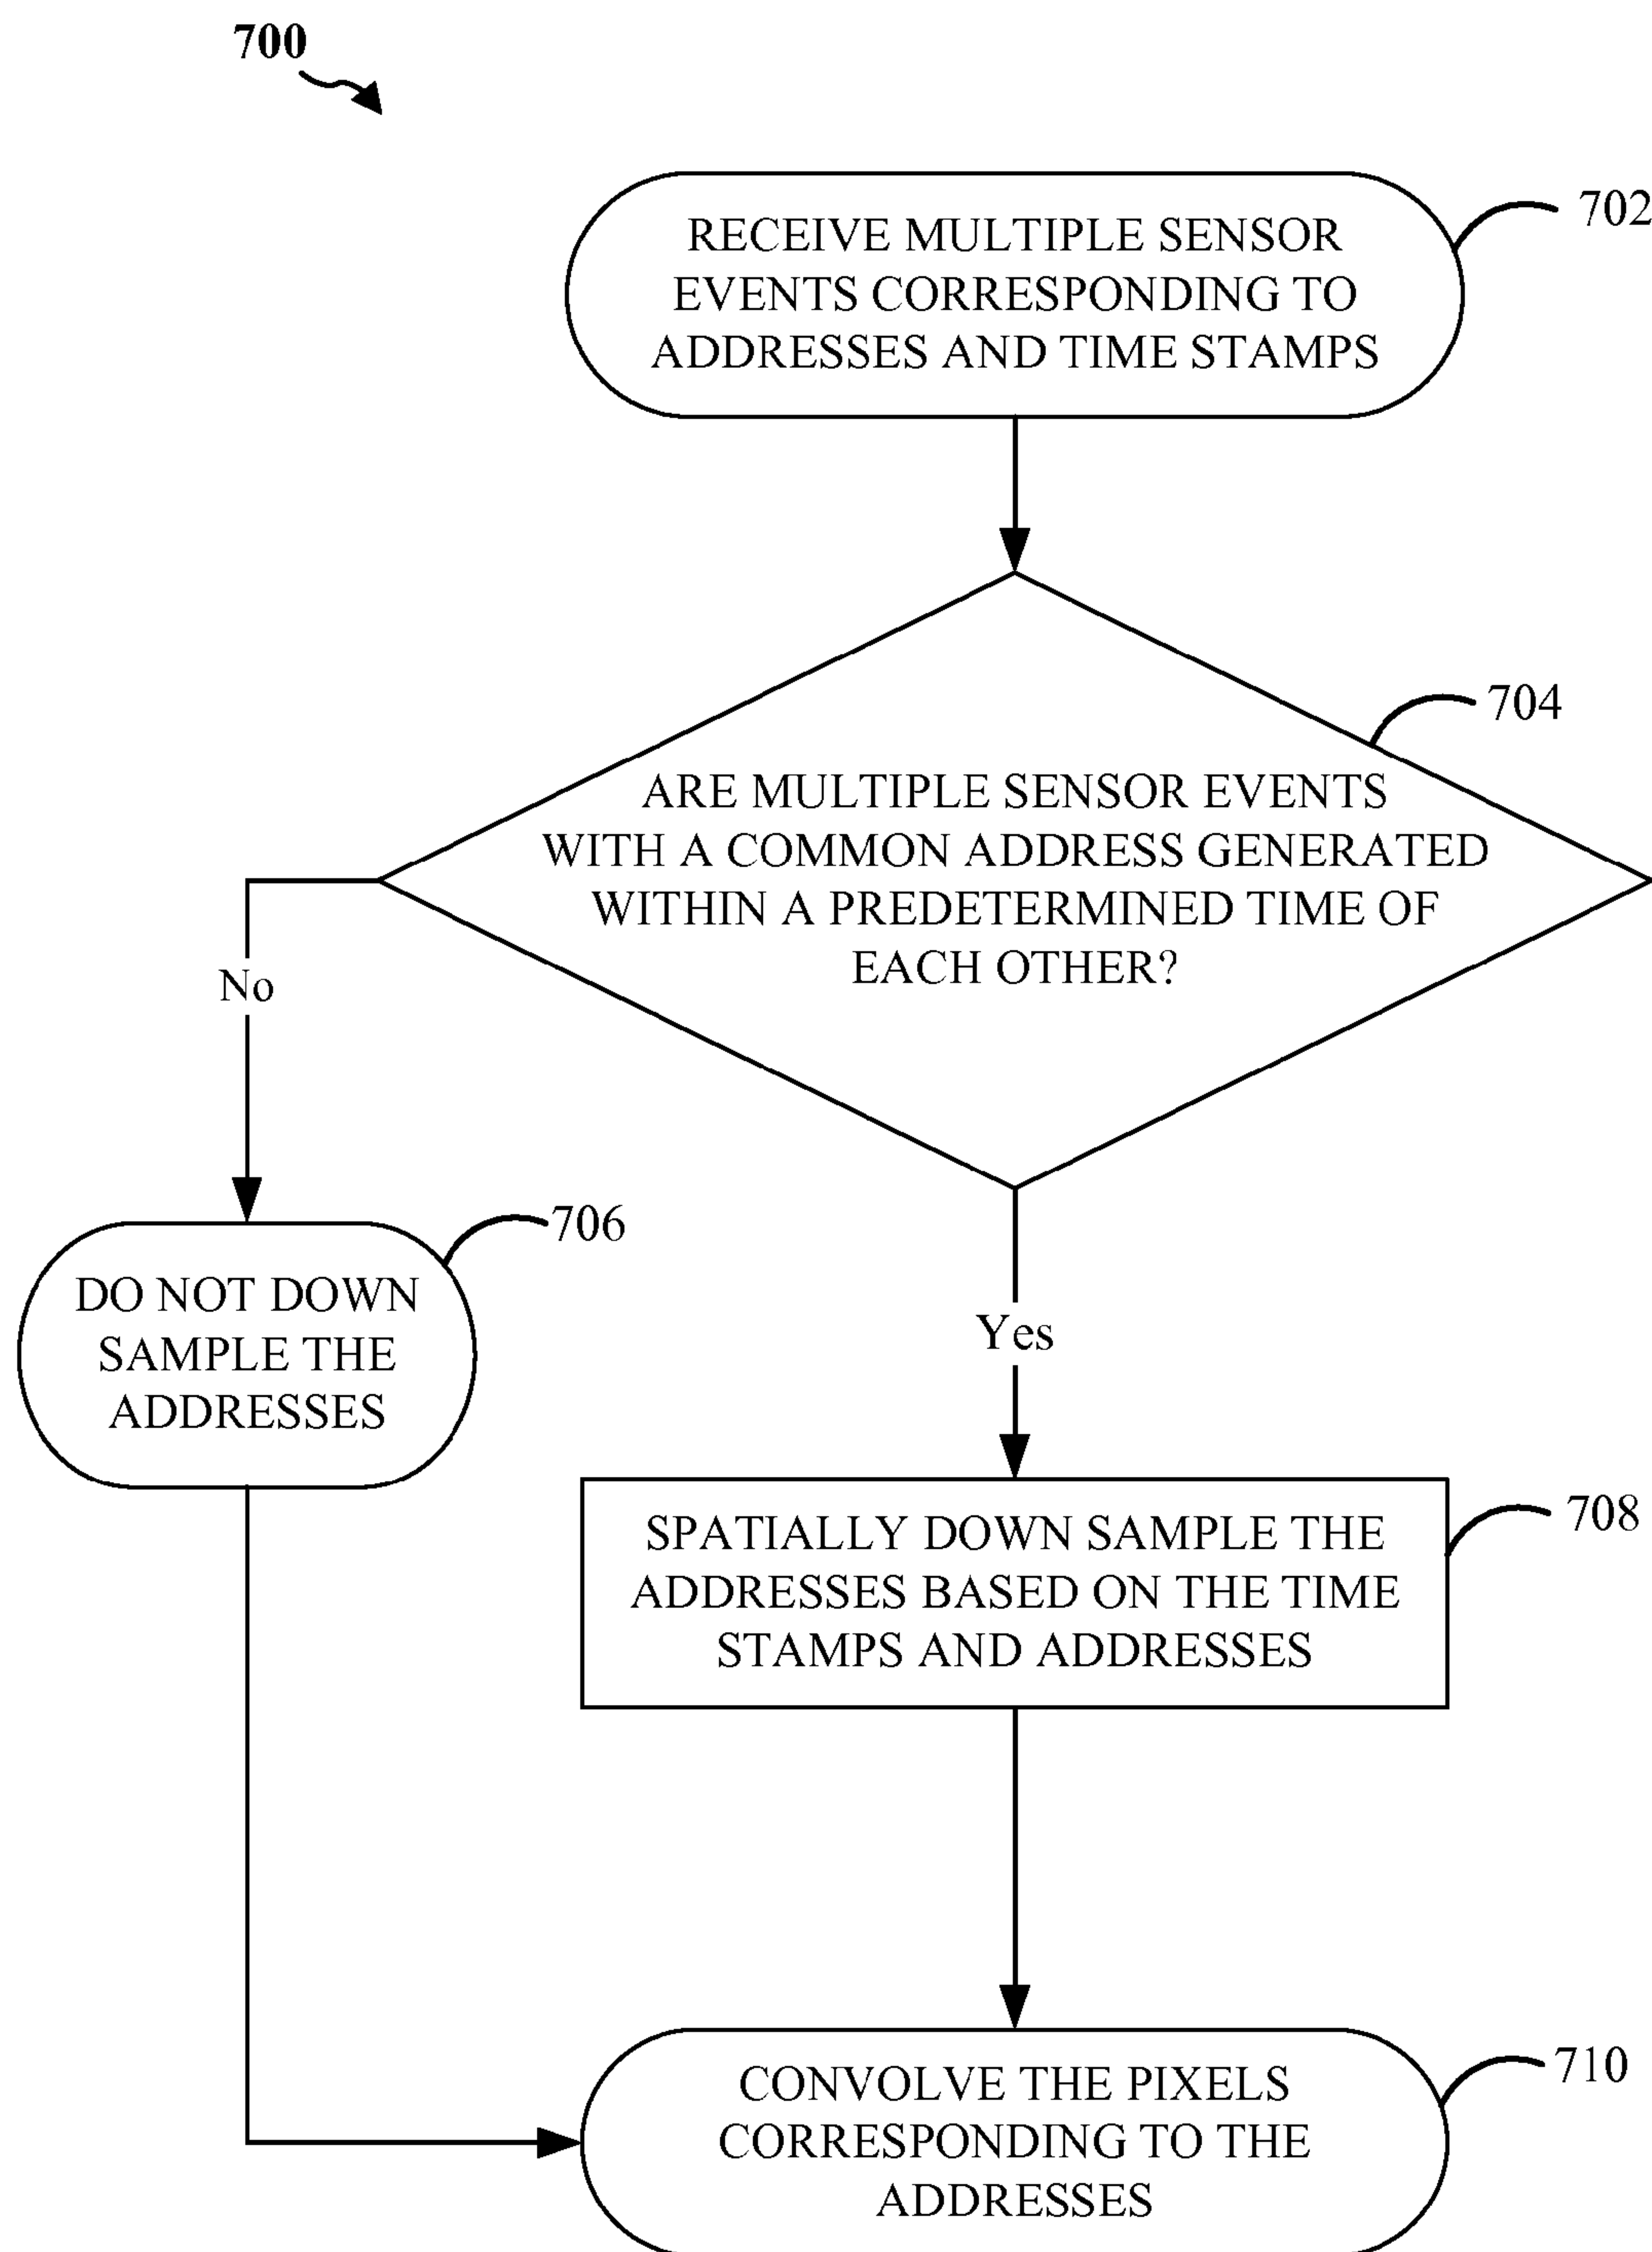 700
RECEIVE MULTIPLE SENSOR
EVENTS CORRESPONDING TO
ADDRESSES AND TIME STAMPS
702
ARE MULTIPLE SENSOR EVENTS
WITH A COMMON ADDRESS GENERATED
WITHIN A PREDETERMINED TIME OF
EACH OTHER?
704
No
DO NOT DOWN
SAMPLE THE
ADDRESSES
706
Yes
SPATIALLY DOWN SAMPLE THE
ADDRESSES BASED ON THE TIME
STAMPS AND ADDRESSES
708
CONVOLVE THE PIXELS
CORRESPONDING TO THE
ADDRESSES
710